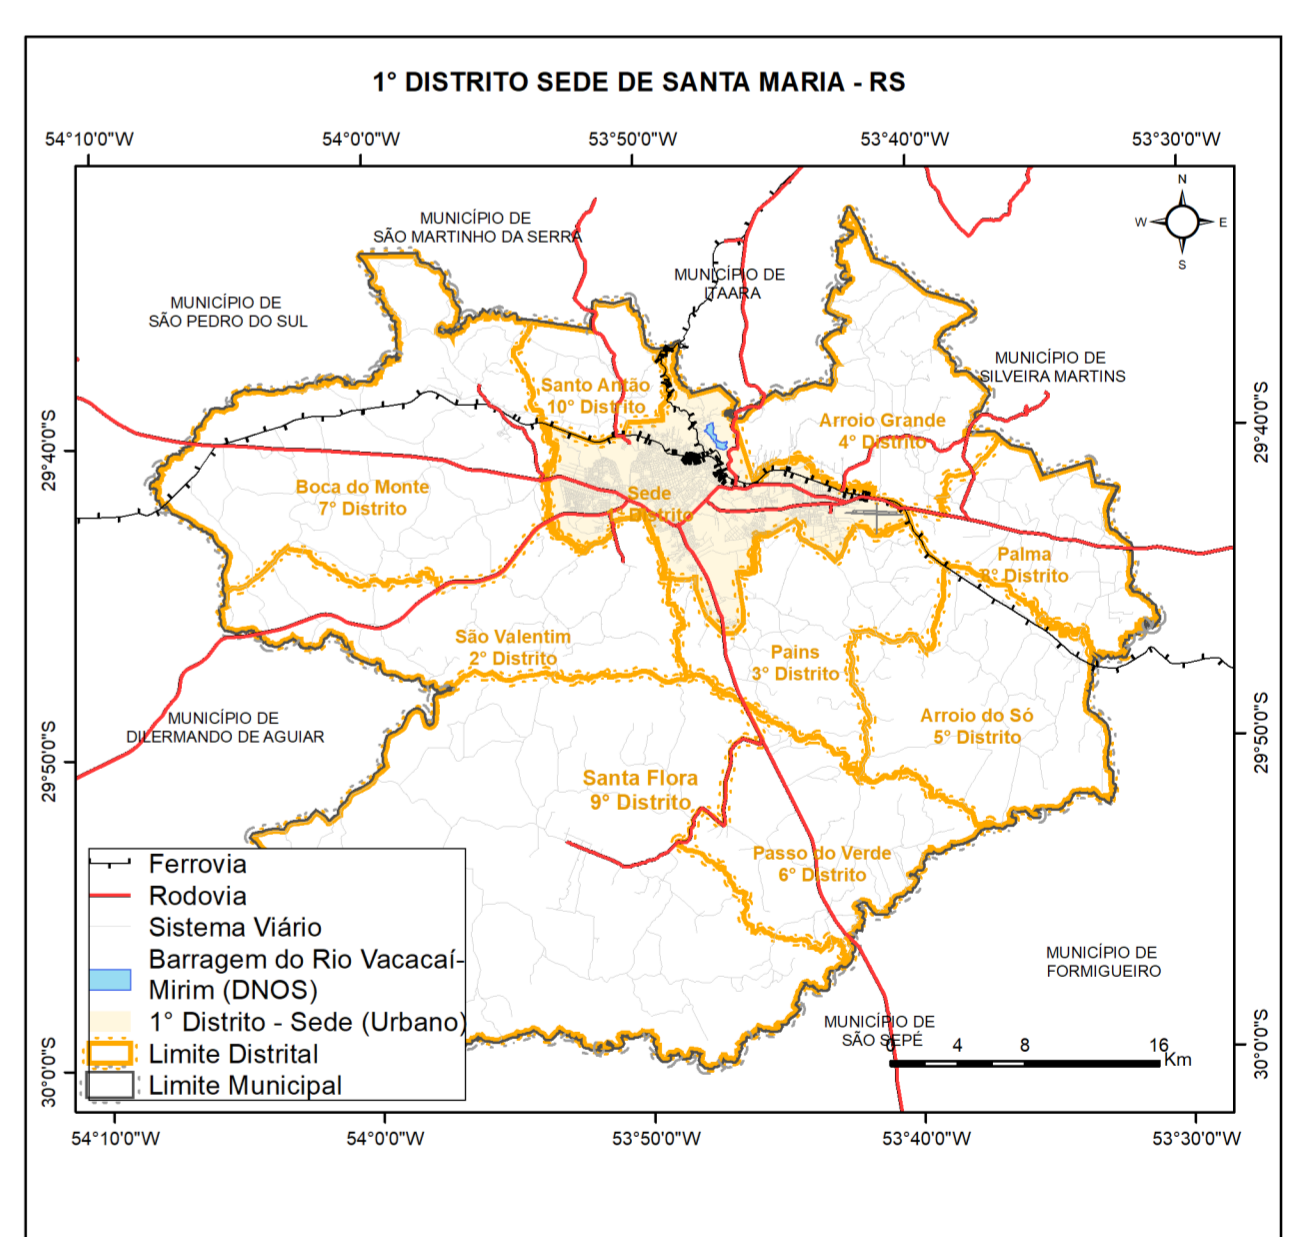 1° DISTRITO SEDE DE SANTA MARIA - RS
54°10'0"W 54°0'0"W 53°50'0"W 53°40'0"W 53°30'0"W
N
W E
S
MUNICÍPIO DE
SÃO MARTINHO DA SERRA
MUNICÍPIO DE
ITAARA
MUNICÍPIO DE
SÃO PEDRO DO SUL
MUNICÍPIO DE
SILVEIRA MARTINS
Santo Antão
10° Distrito
Arroio Grande
4° Distrito
29°40'0"S
29°40'0"S
Boca do Monte
7° Distrito
Sede
1° Distrito
Palma
8° Distrito
São Valentim
2° Distrito
Pains
3° Distrito
Arroio do Só
5° Distrito
MUNICÍPIO DE
DILERMANDO DE AGUIAR
29°50'0"S
29°50'0"S
Santa Flora
9° Distrito
Passo do Verde
6° Distrito
MUNICÍPIO DE
FORMIGUEIRO
MUNICÍPIO DE
SÃO SEPÉ
0 4 8 16
Km
Ferrovia
Rodovia
Sistema Viário
Barragem do Rio Vacacaí-
Mirim (DNOS)
1° Distrito - Sede (Urbano)
Limite Distrital
Limite Municipal
30°0'0"S
30°0'0"S
54°10'0"W 54°0'0"W 53°50'0"W 53°40'0"W 53°30'0"W